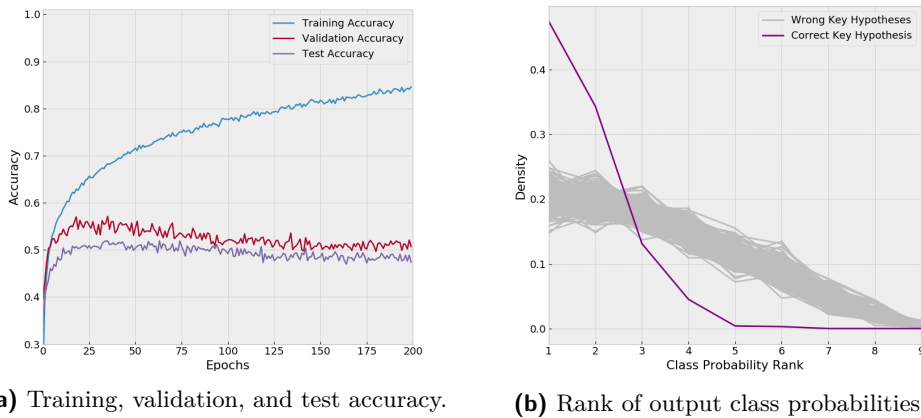 Training Accuracy
Validation Accuracy
Test Accuracy
Accuracy
1.0
0.9
0.8
0.7
0.6
0.5
0.4
0.3
0 25 50 75 100 125 150 175 200
Epochs
Wrong Key Hypotheses
Correct Key Hypothesis
Density
0.4
0.3
0.2
0.1
0.0
1 2 3 4 5 6 7 8 9
Class Probability Rank
a) Training, validation, and test accuracy.
(b) Rank of output class probabilities